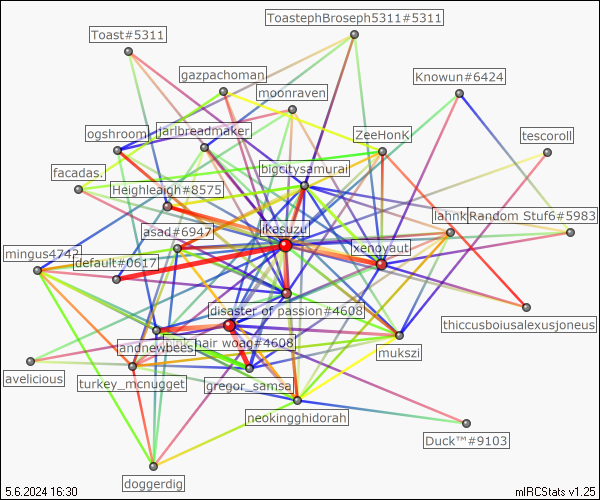 ToastephBroseph5311#5311
Toast#5311
gazpachoman
Knowun#6424
moonraven
ogshroom
jarlbreadmaker
ZeeHonK
tescoroll
facadas.
bigcitysamurai
Heighleaigh#8575
Random Stuf6#5983
asad#6947
jkasuzu
xenoyaut
mingus4742
default#0617
disaster of passion#4608
thiccusboiusalexusjoneus
andnewbees
hair woag#4608
mukszi
avelicious
turkey_mcnugget
gregor_samsa
neokingghidorah
Duck™#9103
doggerdig
5.6.2024 16:30
mIRCStats v1.25